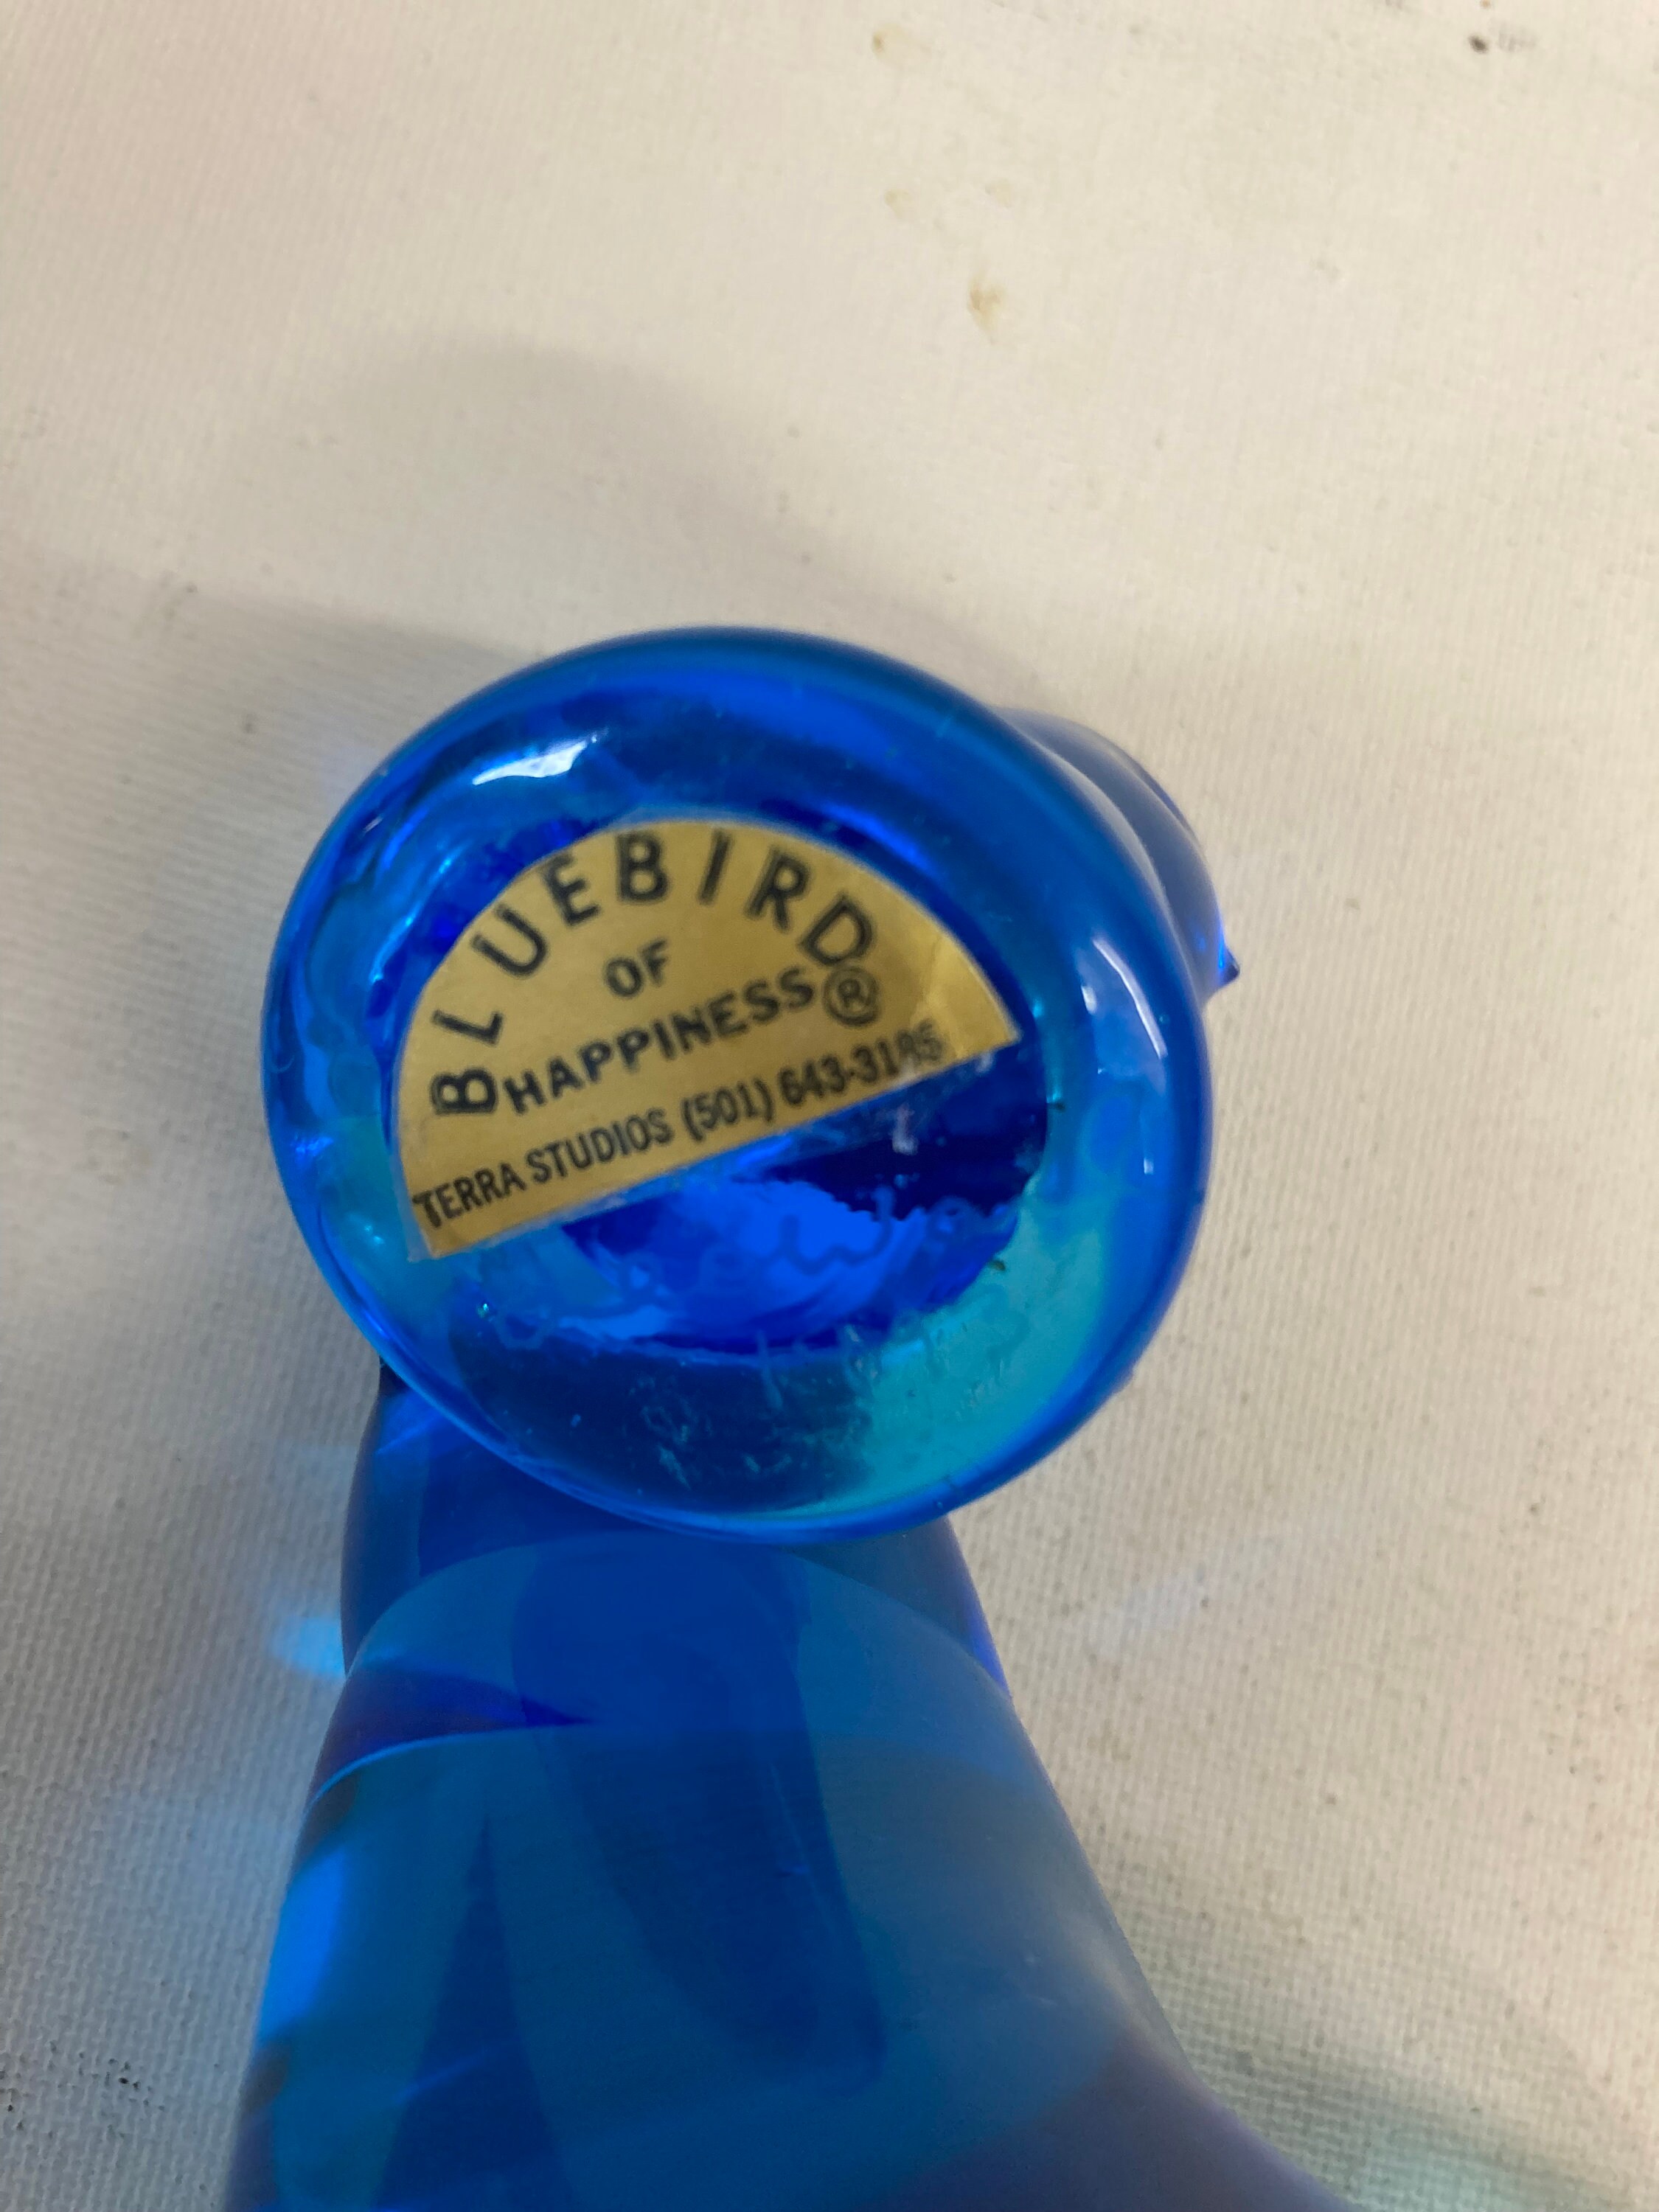 BLUEBIRD
OF
HAPPINESS®
TERRA STUDIOS (501) 643-3185